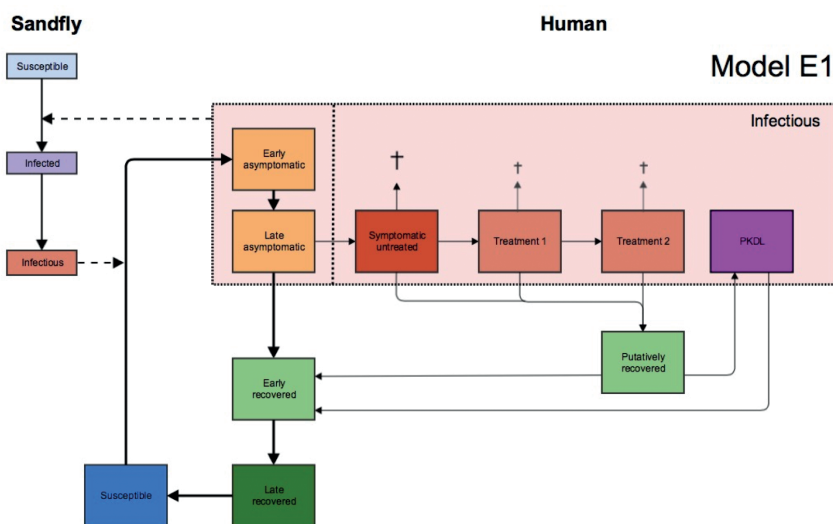 Sandfly
Human
Model E1
Susceptible
Infectious
Infected
Early
asymptomatic
Infectious
Late
asymptomatic
Symptomatic
untreated
Treatment 1
Treatment 2
PKDL
Putatively
recovered
Early
recovered
Susceptible
Late
recovered